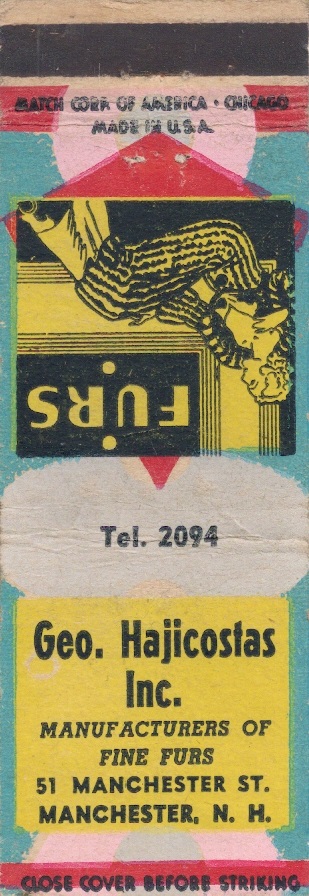 MATCH CORP. OF AMERICA • CHICAGO
MADE IN U.S.A.
FURS
Tel. 2094
Geo. Hajicostas
Inc.
MANUFACTURERS OF
FINE FURS
51 MANCHESTER ST.
MANCHESTER, N. H.
CLOSE COVER BEFORE STRIKING